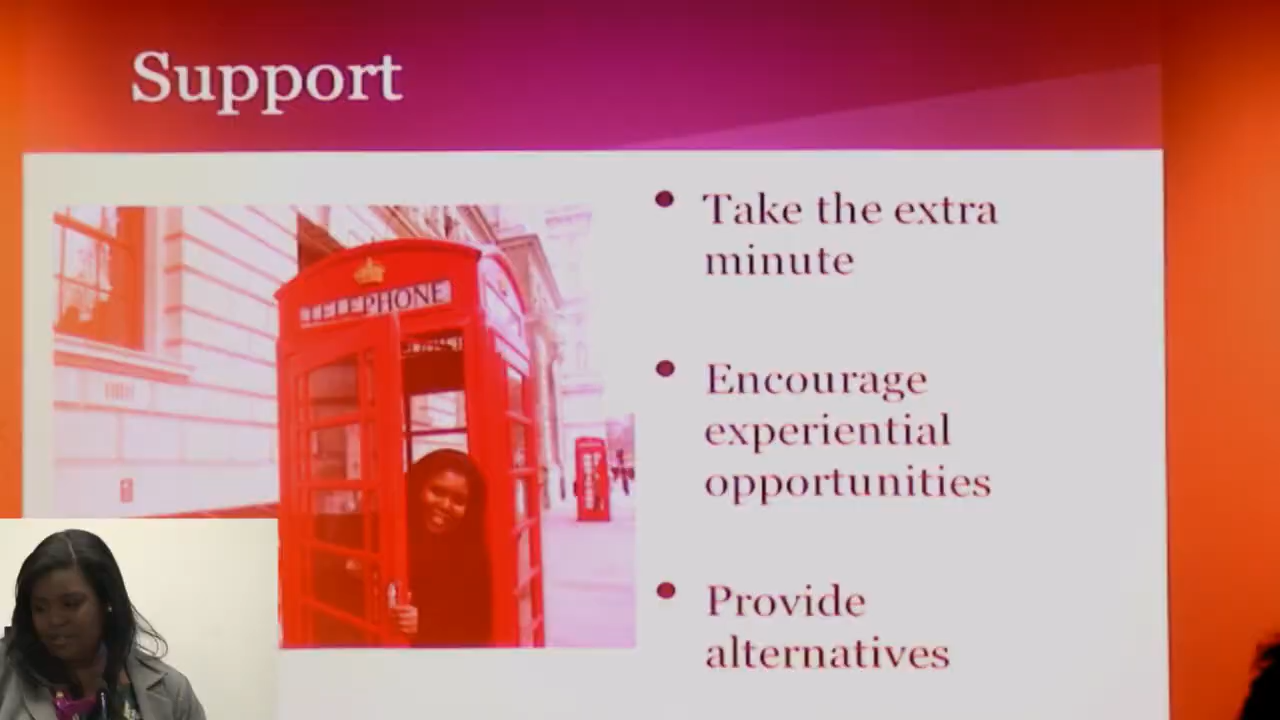 Support
TELEPHONE
• Take the extra
minute
• Encourage
experiential
opportunities
• Provide
alternatives